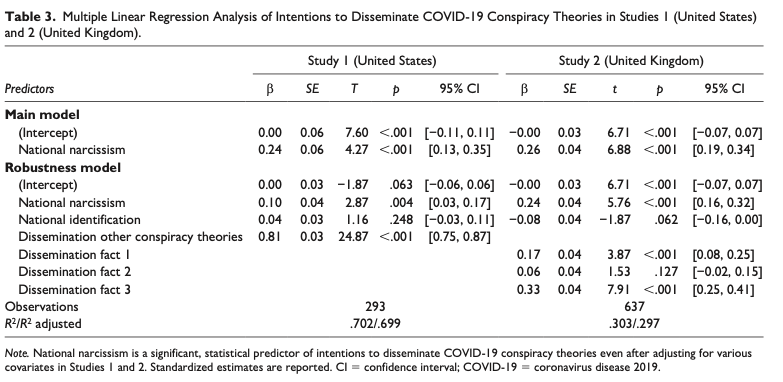 Table 3. Multiple Linear Regression Analysis of Intentions to Disseminate COVID-19 Conspiracy Theories in Studies 1 (United States)
and 2 (United Kingdom).
Study 1 (United States) Study 2 (United Kingdom)
Predictors β SE T p 95% CI β SE t p 95% CI
Main model
(Intercept) 0.00 0.06 7.60 <.001 [−0.11, 0.11] −0.00 0.03 6.71 <.001 [−0.07, 0.07]
National narcissism 0.24 0.06 4.27 <.001 [0.13, 0.35] 0.26 0.04 6.88 <.001 [0.19, 0.34]
Robustness model
(Intercept) 0.00 0.03 −1.87 .063 [−0.06, 0.06] −0.00 0.03 6.71 <.001 [−0.07, 0.07]
National narcissism 0.10 0.04 2.87 .004 [0.03, 0.17] 0.24 0.04 5.76 <.001 [0.16, 0.32]
National identification 0.04 0.03 1.16 .248 [−0.03, 0.11] −0.08 0.04 −1.87 .062 [−0.16, 0.00]
Dissemination other conspiracy theories 0.81 0.03 24.87 <.001 [0.75, 0.87]
Dissemination fact 1 0.17 0.04 3.87 <.001 [0.08, 0.25]
Dissemination fact 2 0.06 0.04 1.53 .127 [−0.02, 0.15]
Dissemination fact 3 0.33 0.04 7.91 <.001 [0.25, 0.41]
Observations 293 637
R²/R² adjusted .702/.699 .303/.297
Note. National narcissism is a significant, statistical predictor of intentions to disseminate COVID-19 conspiracy theories even after adjusting for various
covariates in Studies 1 and 2. Standardized estimates are reported. CI = confidence interval; COVID-19 = coronavirus disease 2019.